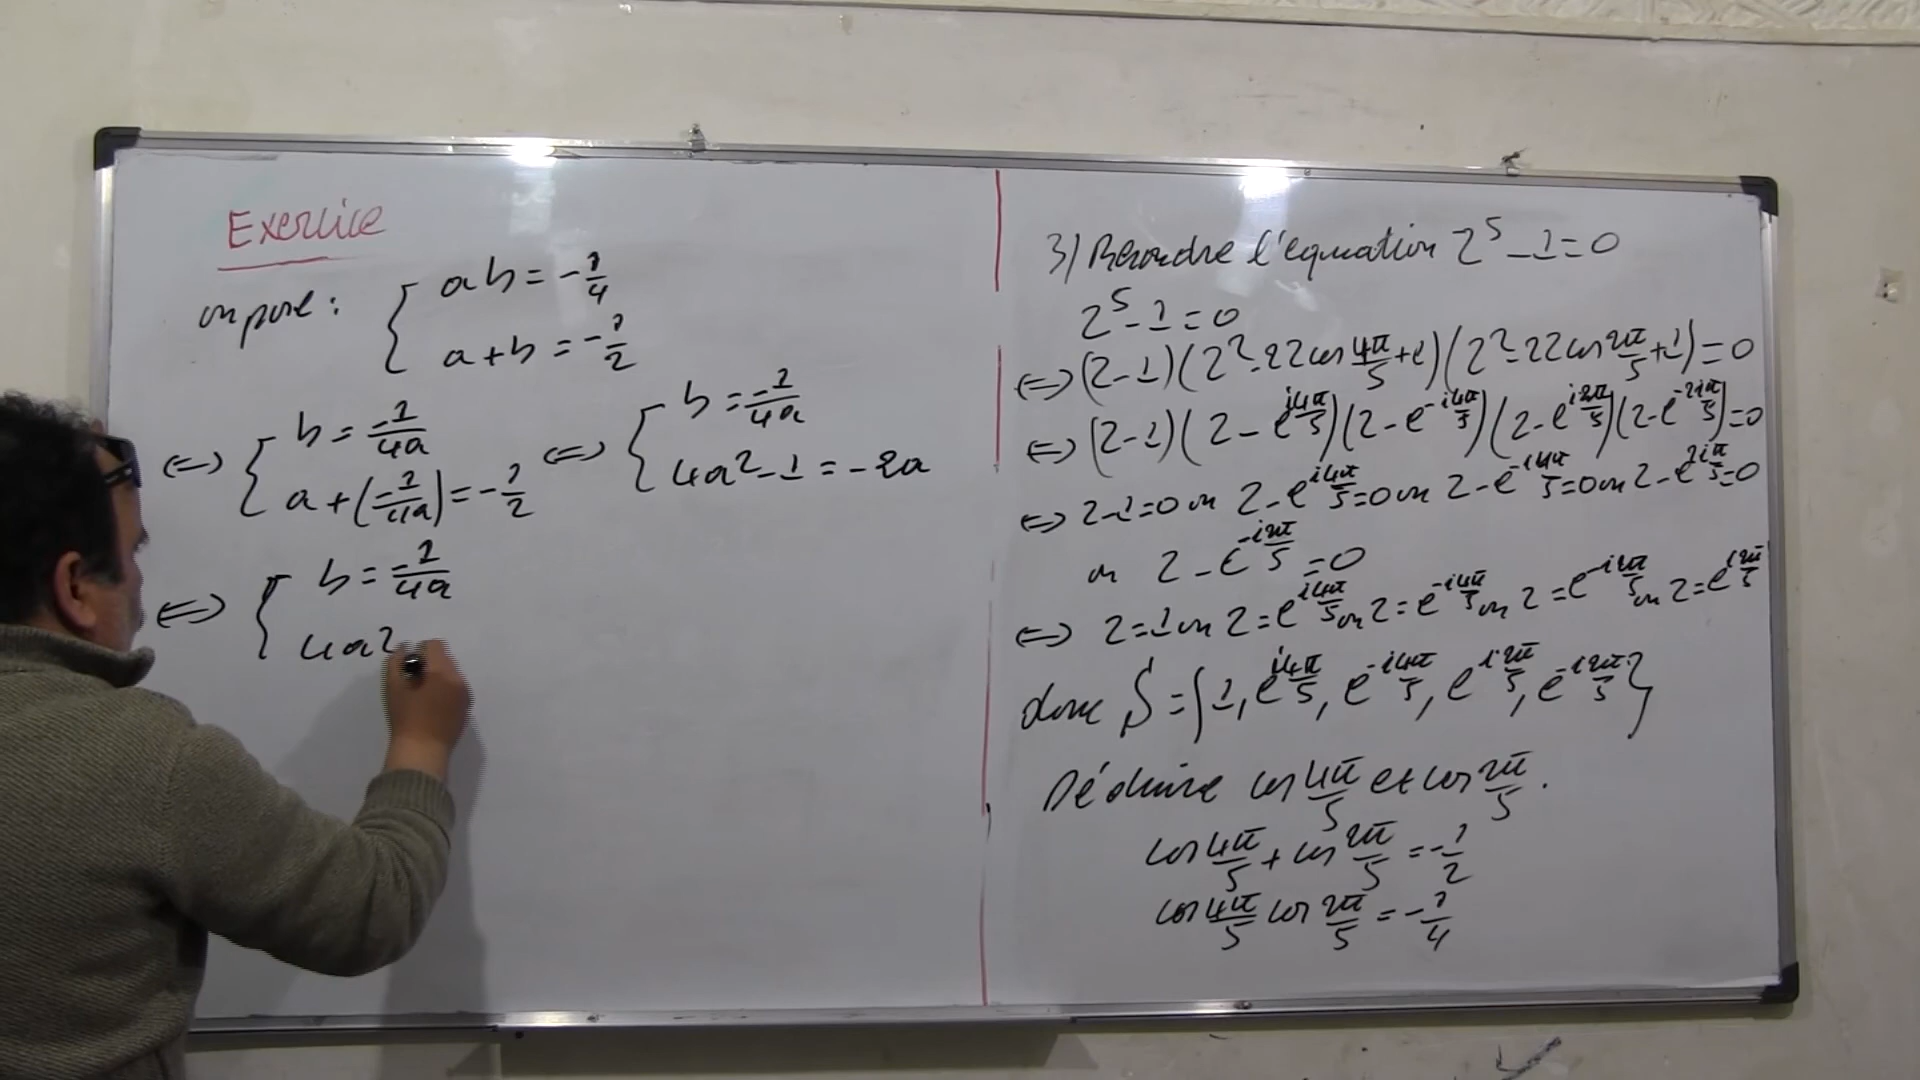 Exercice
on pose : { ab = -1/4
a+b = -1/2
<=> { b = -1/4a
a+(-1/4a) = -1/2
<=> { b = -1/4a
4a²-1 = -2a
<=> { b = -1/4a
4a²
3) Résoudre l'equation z⁵-1=0
z⁵-1=0
<=> (z-1)(z²-2z cos 4π/5+1)(z²-2z cos 2π/5+1)=0
<=> (z-1)(z-e^{i4π/5})(z-e^{-i4π/5})(z-e^{i2π/5})(z-e^{-2iπ/5})=0
<=> z-1=0 ou z-e^{i4π/5}=0 ou z-e^{-i4π/5}=0 ou z-e^{2iπ/5}=0
ou z-e^{-i2π/5}=0
<=> z=1 ou z=e^{i4π/5} ou z=e^{-i4π/5} ou z=e^{-i2π/5} ou z=e^{i2π/5}
donc S={1, e^{i4π/5}, e^{-i4π/5}, e^{i2π/5}, e^{-i2π/5}}
Déduire cos 4π/5 et cos 2π/5.
cos 4π/5 + cos 2π/5 = -1/2
cos 4π/5 cos 2π/5 = -1/4